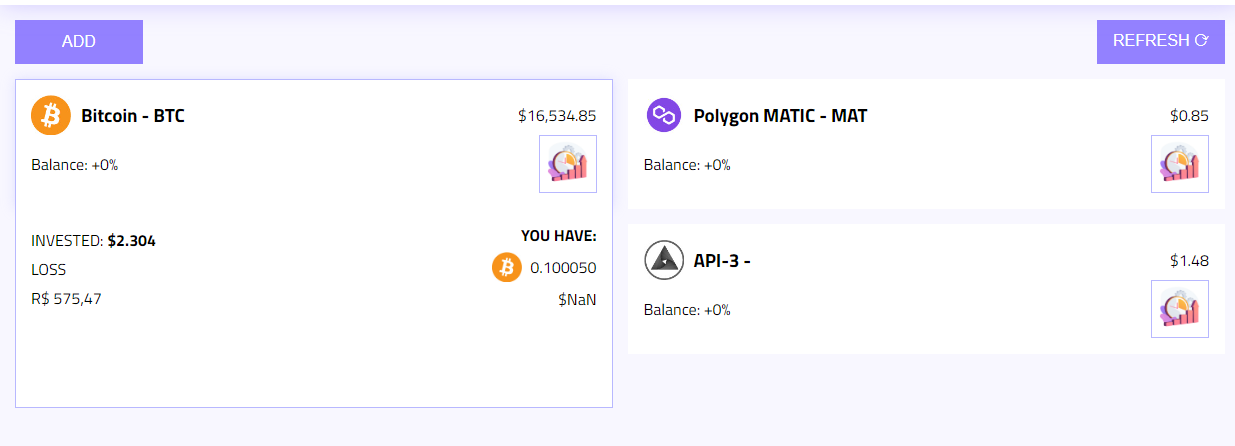 ADD
REFRESH
Bitcoin - BTC
$16,534.85
Balance: +0%
INVESTED: $2.304
LOSS
R$ 575,47
YOU HAVE:
0.100050
$NaN
Polygon MATIC - MAT
$0.85
Balance: +0%
API-3 -
$1.48
Balance: +0%